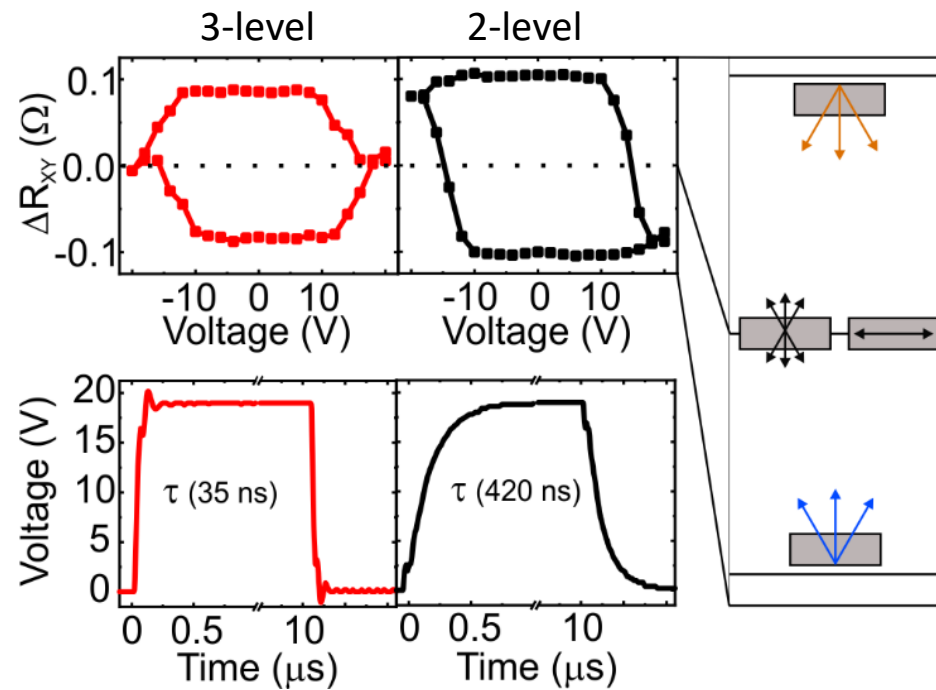 3-level
2-level
ΔR_XY (Ω)
0.1
0.0
-0.1
-10 0 10
-10 0 10
Voltage (V)
Voltage (V)
Voltage (V)
20
15
10
5
0
τ (35 ns)
τ (420 ns)
0 0.5 10
0 0.5 10
Time (μs)
Time (μs)